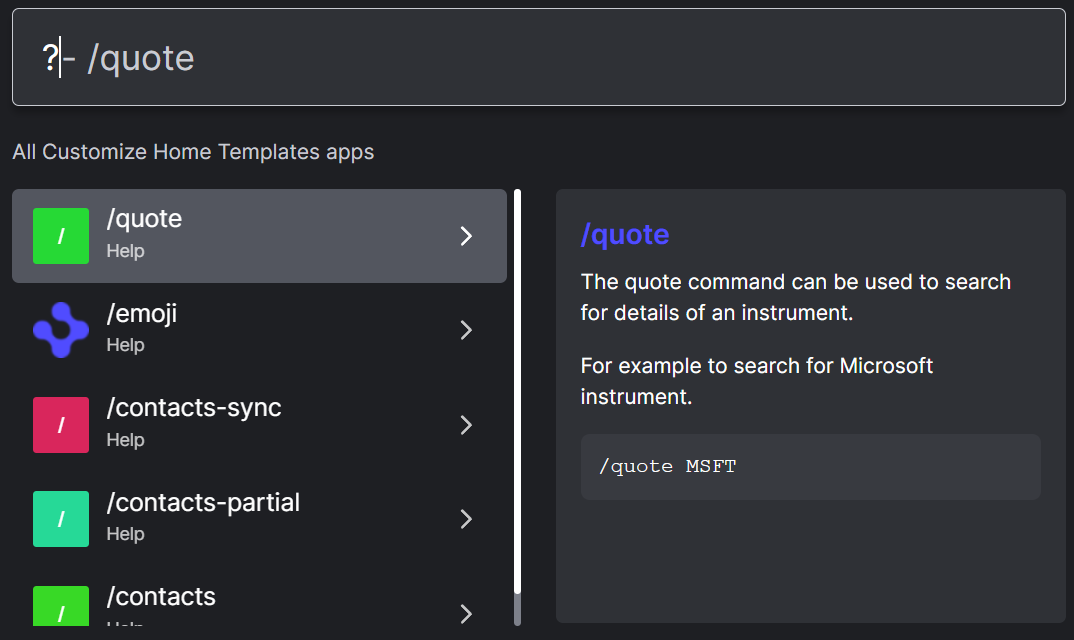 ?- /quote
All Customize Home Templates apps
/
/quote
Help
/emoji
Help
/
/contacts-sync
Help
/
/contacts-partial
Help
/
/contacts
Help
/quote
The quote command can be used to search
for details of an instrument.
For example to search for Microsoft
instrument.
/quote MSFT